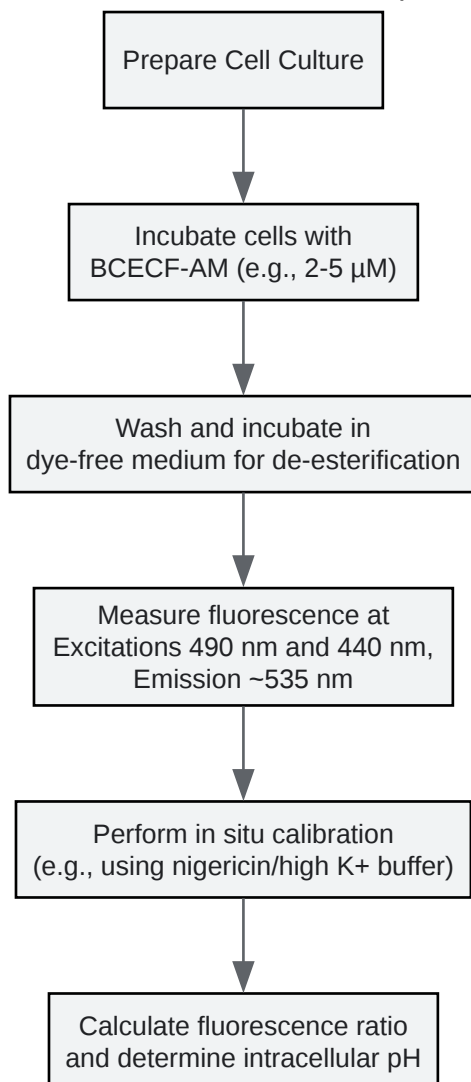 Prepare Cell Culture
Incubate cells with
BCECF-AM (e.g., 2-5 µM)
Wash and incubate in
dye-free medium for de-esterification
Measure fluorescence at
Excitations 490 nm and 440 nm,
Emission ~535 nm
Perform in situ calibration
(e.g., using nigericin/high K+ buffer)
Calculate fluorescence ratio
and determine intracellular pH